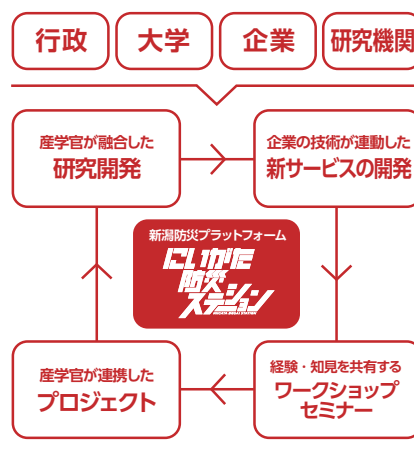 行政
大学
企業
研究機関
産学官が融合した
研究開発
企業の技術が連動した
新サービスの開発
新潟防災プラットフォーム
にいがた
防災
ステーション
NIIGATA BOSAI STATION
産学官が連携した
プロジェクト
経験・知見を共有する
ワークショップ
セミナー